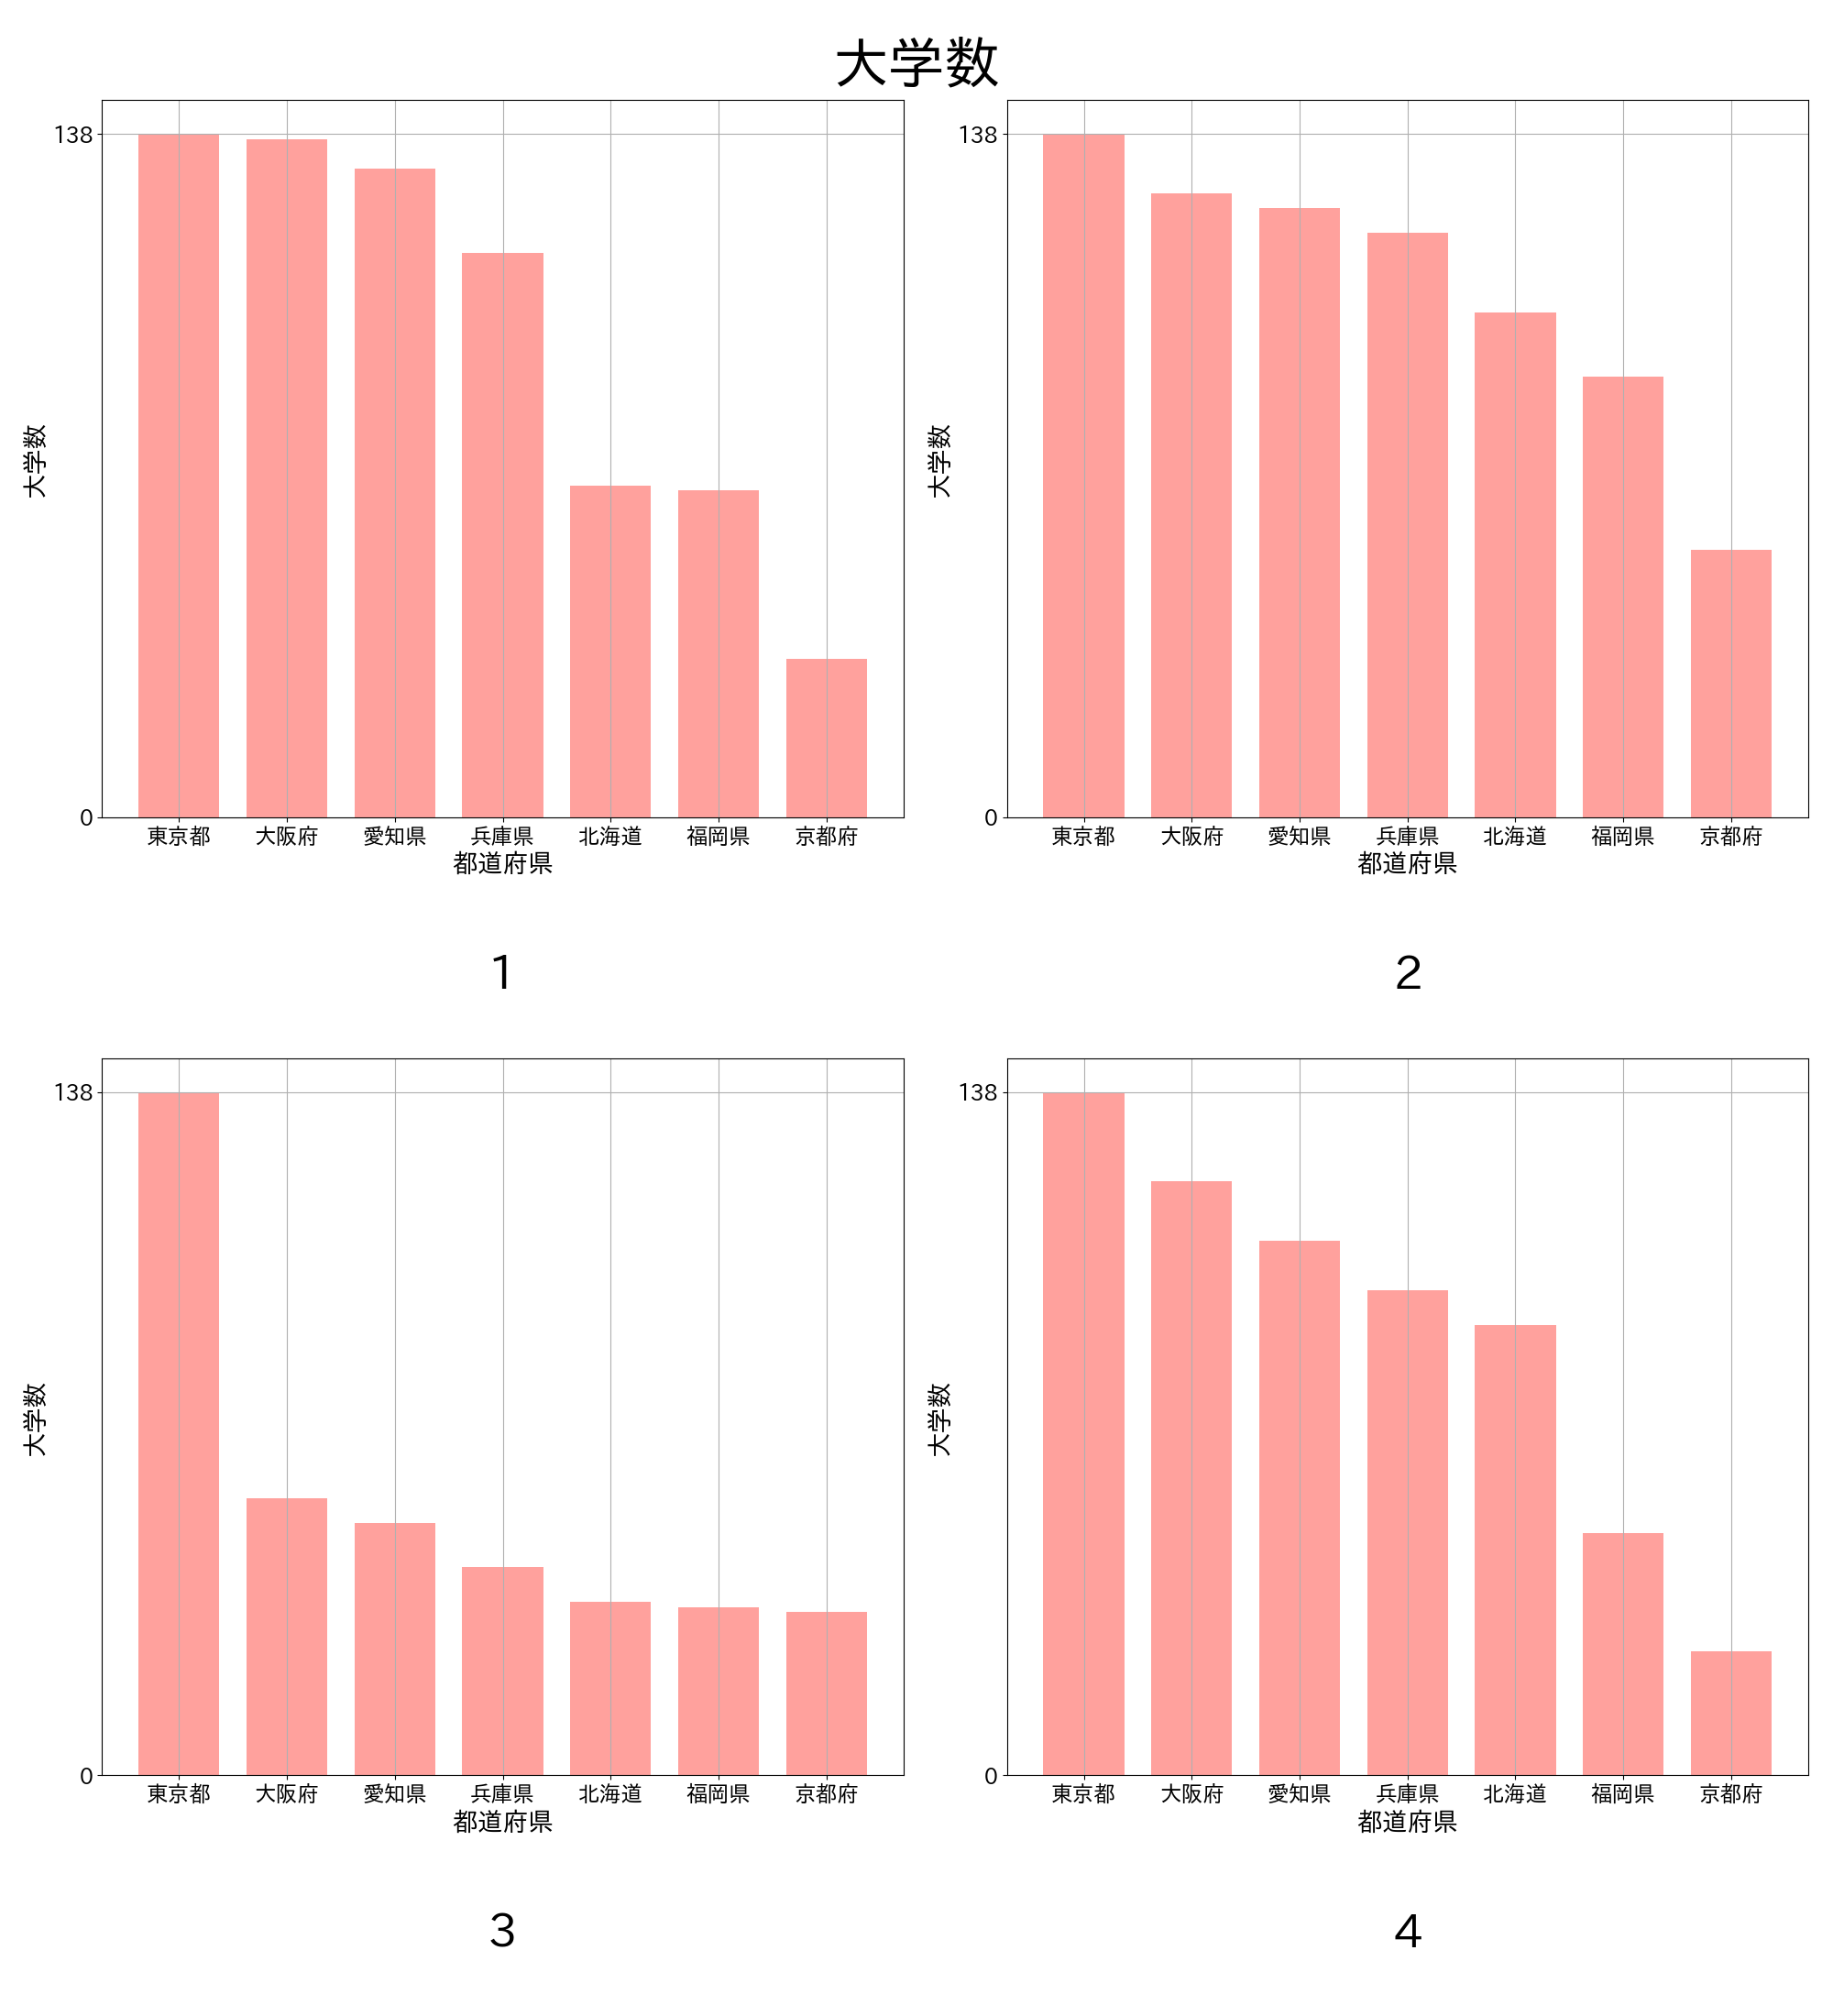 大学数
138
0
大学数
東京都 大阪府 愛知県 兵庫県 北海道 福岡県 京都府
都道府県
1
138
0
大学数
東京都 大阪府 愛知県 兵庫県 北海道 福岡県 京都府
都道府県
2
138
0
大学数
東京都 大阪府 愛知県 兵庫県 北海道 福岡県 京都府
都道府県
3
138
0
大学数
東京都 大阪府 愛知県 兵庫県 北海道 福岡県 京都府
都道府県
4